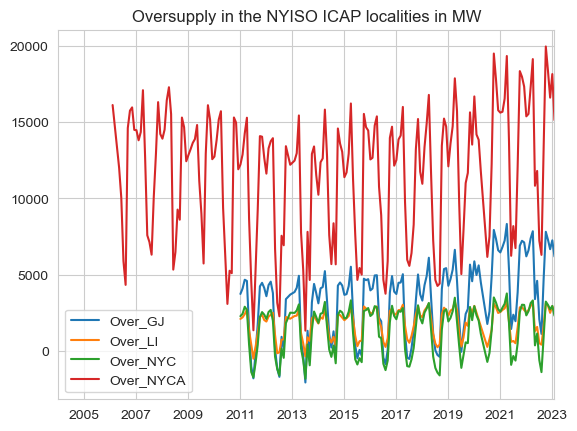 Oversupply in the NYISO ICAP localities in MW
20000
15000
10000
5000
0
Over_GJ
Over_LI
Over_NYC
Over_NYCA
2005 2007 2009 2011 2013 2015 2017 2019 2021 2023